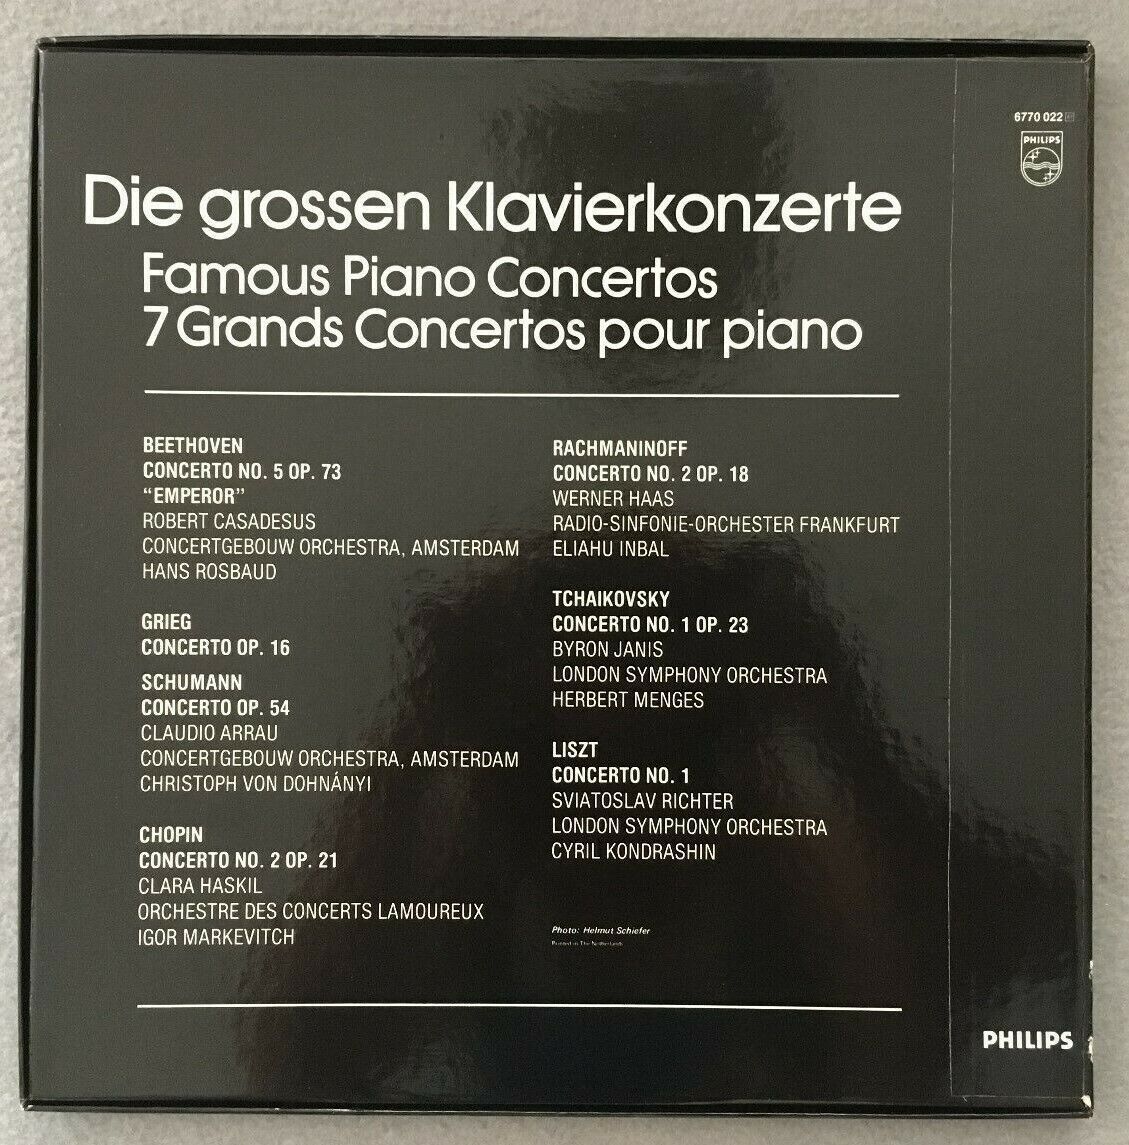 6770 022
PHILIPS
Die grossen Klavierkonzerte
Famous Piano Concertos
7 Grands Concertos pour piano
BEETHOVEN
CONCERTO NO. 5 OP. 73
“EMPEROR”
ROBERT CASADESUS
CONCERTGEBOUW ORCHESTRA, AMSTERDAM
HANS ROSBAUD
GRIEG
CONCERTO OP. 16
SCHUMANN
CONCERTO OP. 54
CLAUDIO ARRAU
CONCERTGEBOUW ORCHESTRA, AMSTERDAM
CHRISTOPH VON DOHNÁNYI
CHOPIN
CONCERTO NO. 2 OP. 21
CLARA HASKIL
ORCHESTRE DES CONCERTS LAMOUREUX
IGOR MARKEVITCH
RACHMANINOFF
CONCERTO NO. 2 OP. 18
WERNER HAAS
RADIO-SINFONIE-ORCHESTER FRANKFURT
ELIAHU INBAL
TCHAIKOVSKY
CONCERTO NO. 1 OP. 23
BYRON JANIS
LONDON SYMPHONY ORCHESTRA
HERBERT MENGES
LISZT
CONCERTO NO. 1
SVIATOSLAV RICHTER
LONDON SYMPHONY ORCHESTRA
CYRIL KONDRASHIN
Photo: Helmut Schiefer
Printed in The Netherlands
PHILIPS